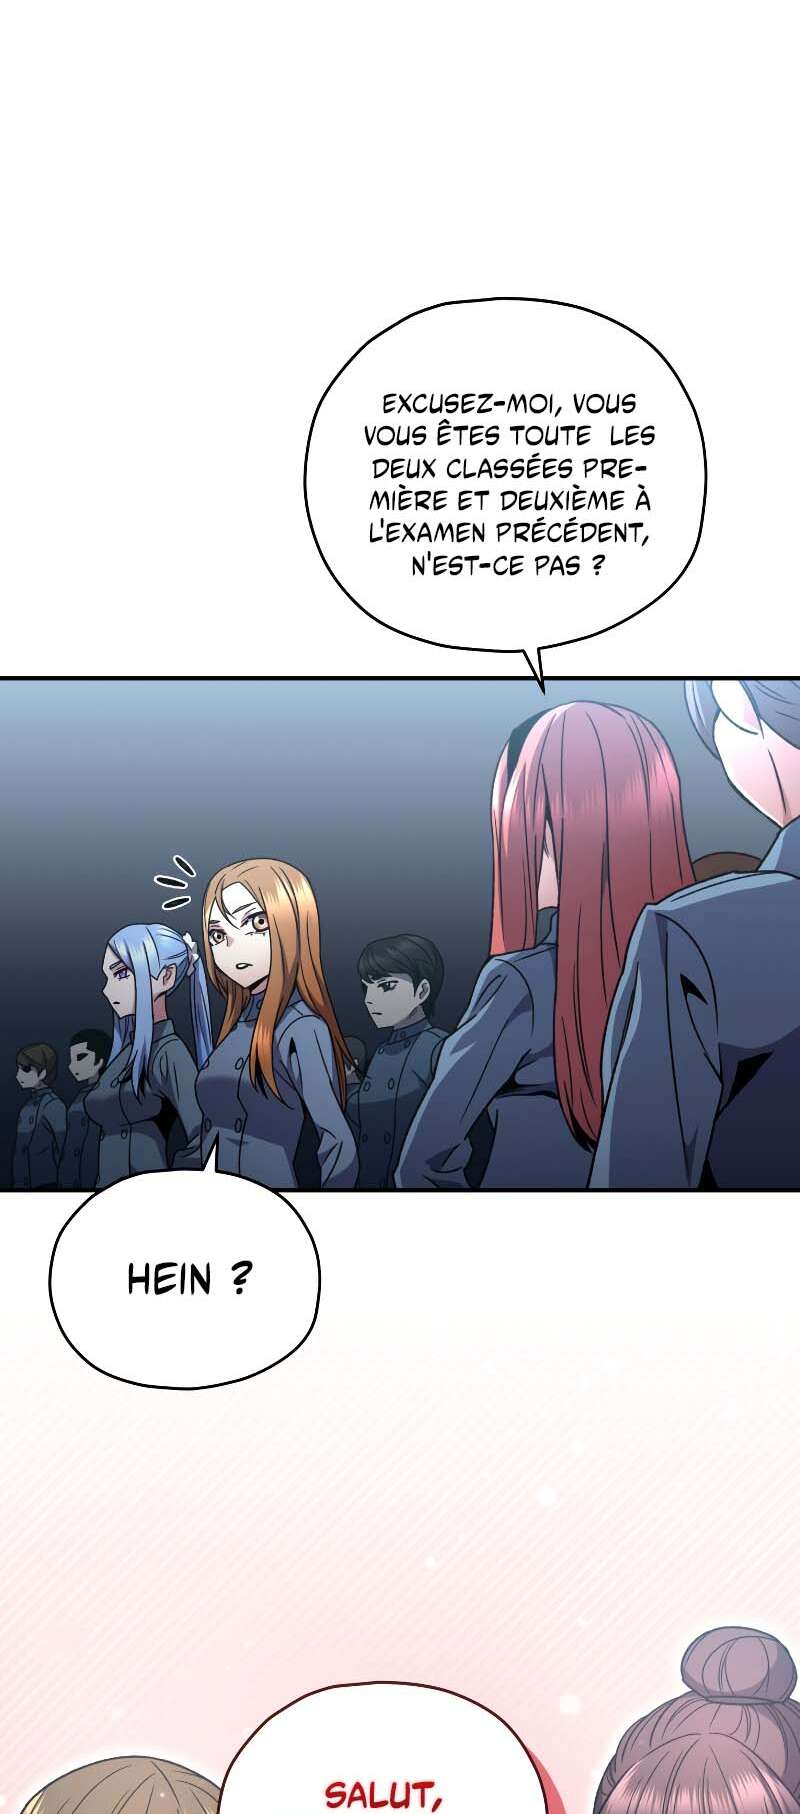 EXCUSEZ-MOI, VOUS
VOUS ÊTES TOUTE LES
DEUX CLASSÉES PRE-
MIÈRE ET DEUXIÈME À
L'EXAMEN PRÉCÉDENT,
N'EST-CE PAS ?
HEIN ?
SALUT,